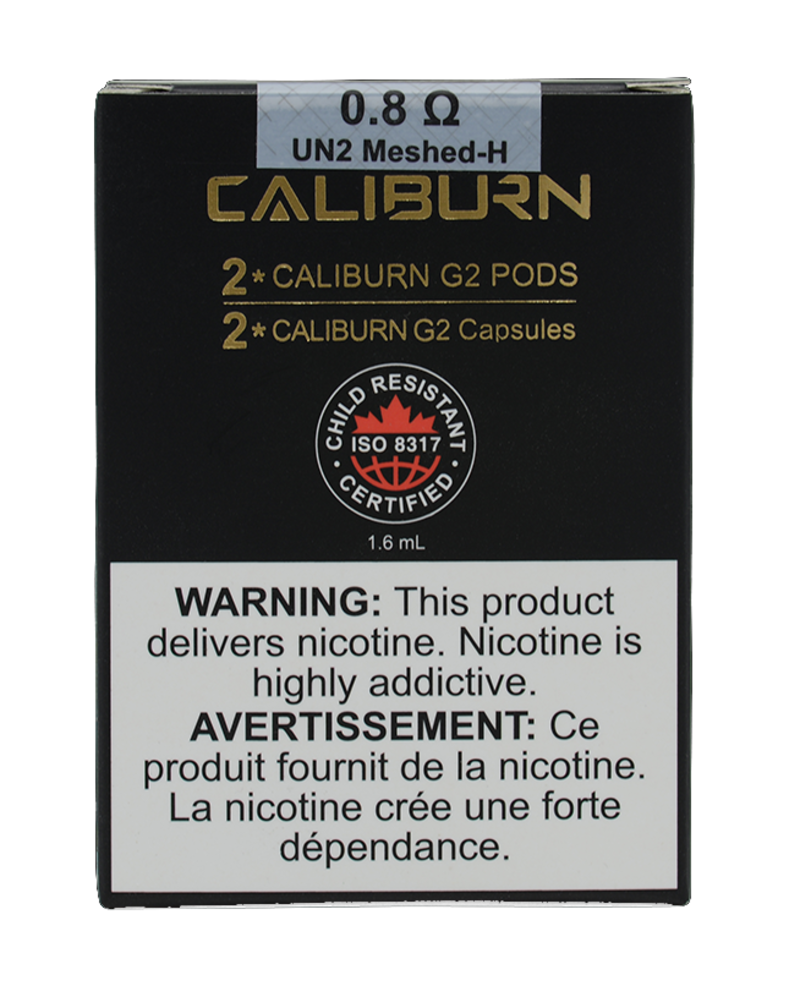 0.8 Ω
UN2 Meshed-H
CALIBURN
2* CALIBURN G2 PODS
2* CALIBURN G2 Capsules
CHILD RESISTANT
ISO 8317
• CERTIFIED •
1.6 mL
WARNING: This product
delivers nicotine. Nicotine is
highly addictive.
AVERTISSEMENT: Ce
produit fournit de la nicotine.
La nicotine crée une forte
dépendance.